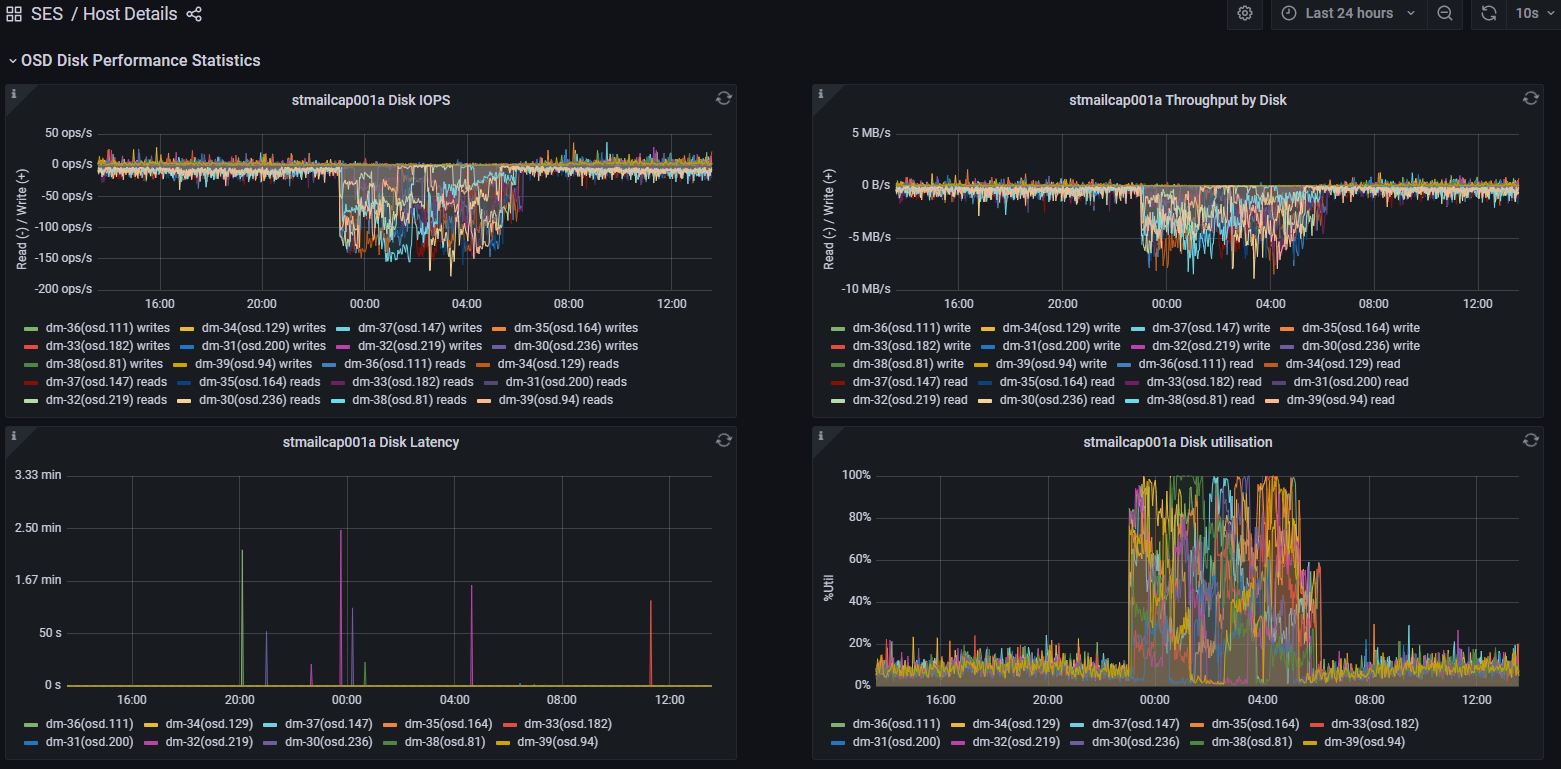 SES / Host Details
Last 24 hours
10s
OSD Disk Performance Statistics
i
stmailcap001a Disk IOPS
Read (-) / Write (+)
50 ops/s
0 ops/s
-50 ops/s
-100 ops/s
-150 ops/s
-200 ops/s
16:00 20:00 00:00 04:00 08:00 12:00
dm-36(osd.111) writes dm-34(osd.129) writes dm-37(osd.147) writes dm-35(osd.164) writes
dm-33(osd.182) writes dm-31(osd.200) writes dm-32(osd.219) writes dm-30(osd.236) writes
dm-38(osd.81) writes dm-39(osd.94) writes dm-36(osd.111) reads dm-34(osd.129) reads
dm-37(osd.147) reads dm-35(osd.164) reads dm-33(osd.182) reads dm-31(osd.200) reads
dm-32(osd.219) reads dm-30(osd.236) reads dm-38(osd.81) reads dm-39(osd.94) reads
i
stmailcap001a Throughput by Disk
Read (-) / Write (+)
5 MB/s
0 B/s
-5 MB/s
-10 MB/s
16:00 20:00 00:00 04:00 08:00 12:00
dm-36(osd.111) write dm-34(osd.129) write dm-37(osd.147) write dm-35(osd.164) write
dm-33(osd.182) write dm-31(osd.200) write dm-32(osd.219) write dm-30(osd.236) write
dm-38(osd.81) write dm-39(osd.94) write dm-36(osd.111) read dm-34(osd.129) read
dm-37(osd.147) read dm-35(osd.164) read dm-33(osd.182) read dm-31(osd.200) read
dm-32(osd.219) read dm-30(osd.236) read dm-38(osd.81) read dm-39(osd.94) read
i
stmailcap001a Disk Latency
3.33 min
2.50 min
1.67 min
50 s
0 s
16:00 20:00 00:00 04:00 08:00 12:00
dm-36(osd.111) dm-34(osd.129) dm-37(osd.147) dm-35(osd.164) dm-33(osd.182)
dm-31(osd.200) dm-32(osd.219) dm-30(osd.236) dm-38(osd.81) dm-39(osd.94)
i
stmailcap001a Disk utilisation
%Util
100%
80%
60%
40%
20%
0%
16:00 20:00 00:00 04:00 08:00 12:00
dm-36(osd.111) dm-34(osd.129) dm-37(osd.147) dm-35(osd.164) dm-33(osd.182)
dm-31(osd.200) dm-32(osd.219) dm-30(osd.236) dm-38(osd.81) dm-39(osd.94)